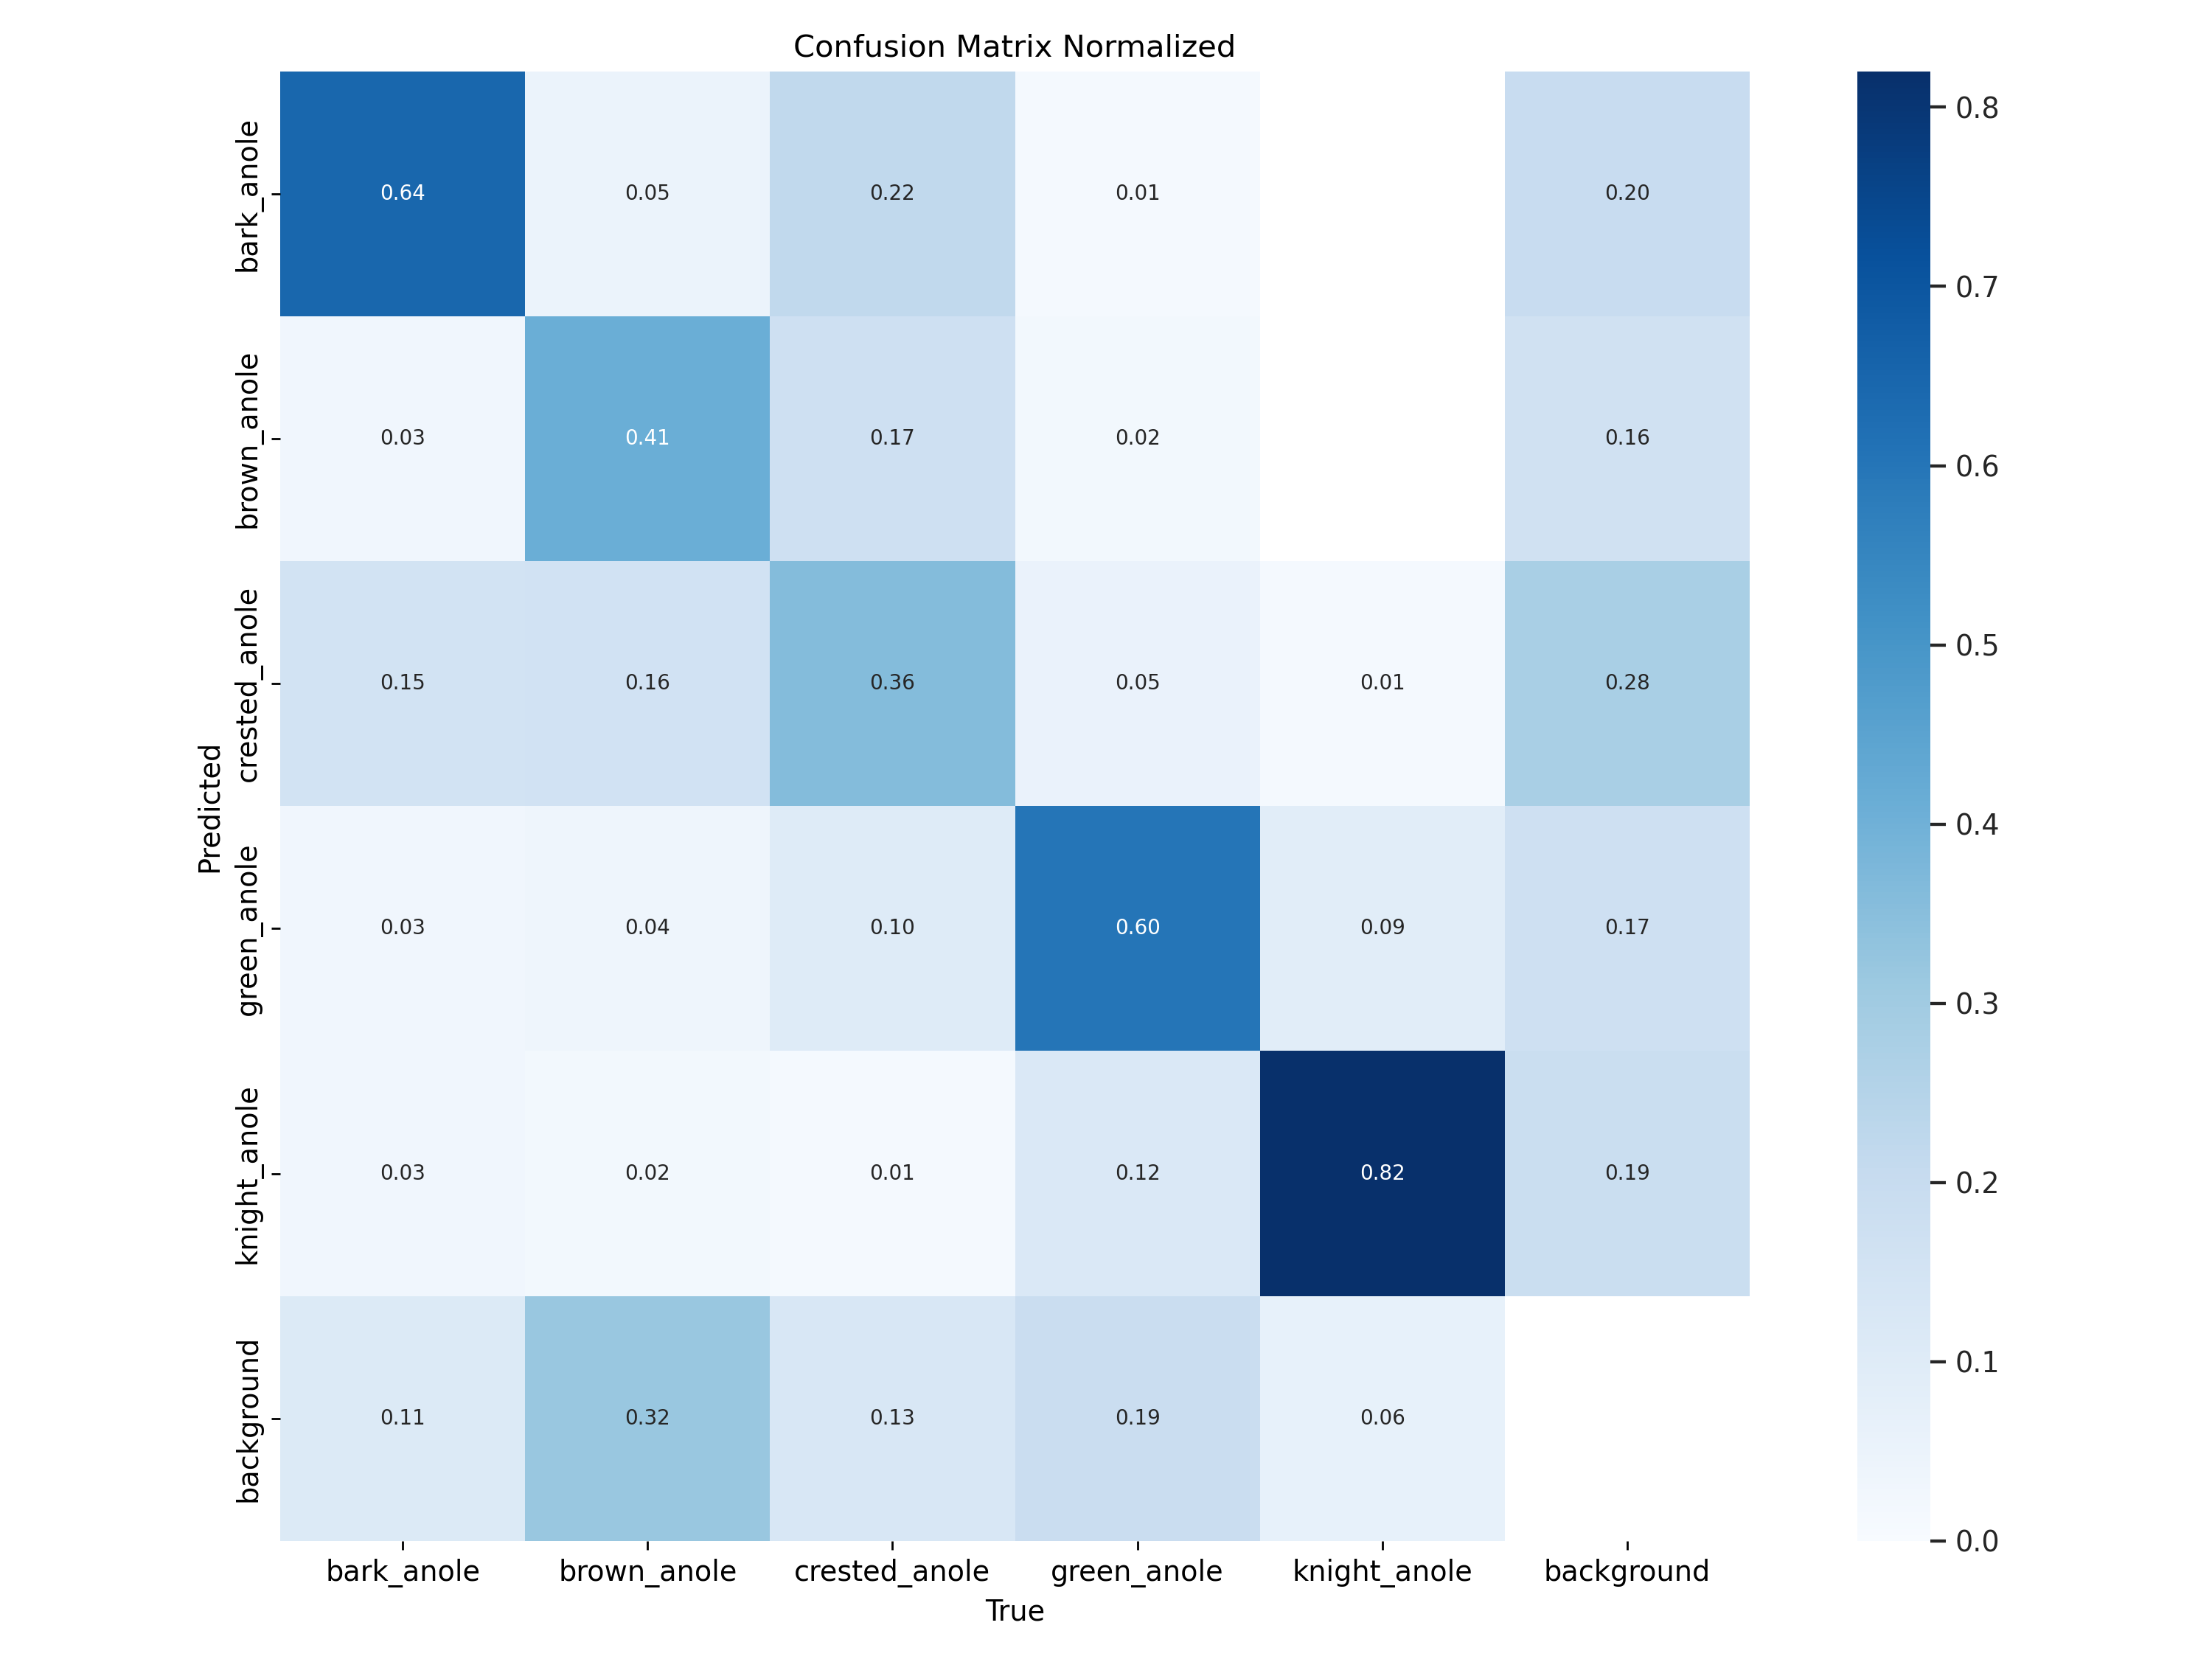 Confusion Matrix Normalized
bark_anole
0.64 0.05 0.22 0.01 0.20
brown_anole
0.03 0.41 0.17 0.02 0.16
crested_anole
0.15 0.16 0.36 0.05 0.01 0.28
green_anole
0.03 0.04 0.10 0.60 0.09 0.17
knight_anole
0.03 0.02 0.01 0.12 0.82 0.19
background
0.11 0.32 0.13 0.19 0.06
Predicted
bark_anole brown_anole crested_anole green_anole knight_anole background
True
0.8
0.7
0.6
0.5
0.4
0.3
0.2
0.1
0.0